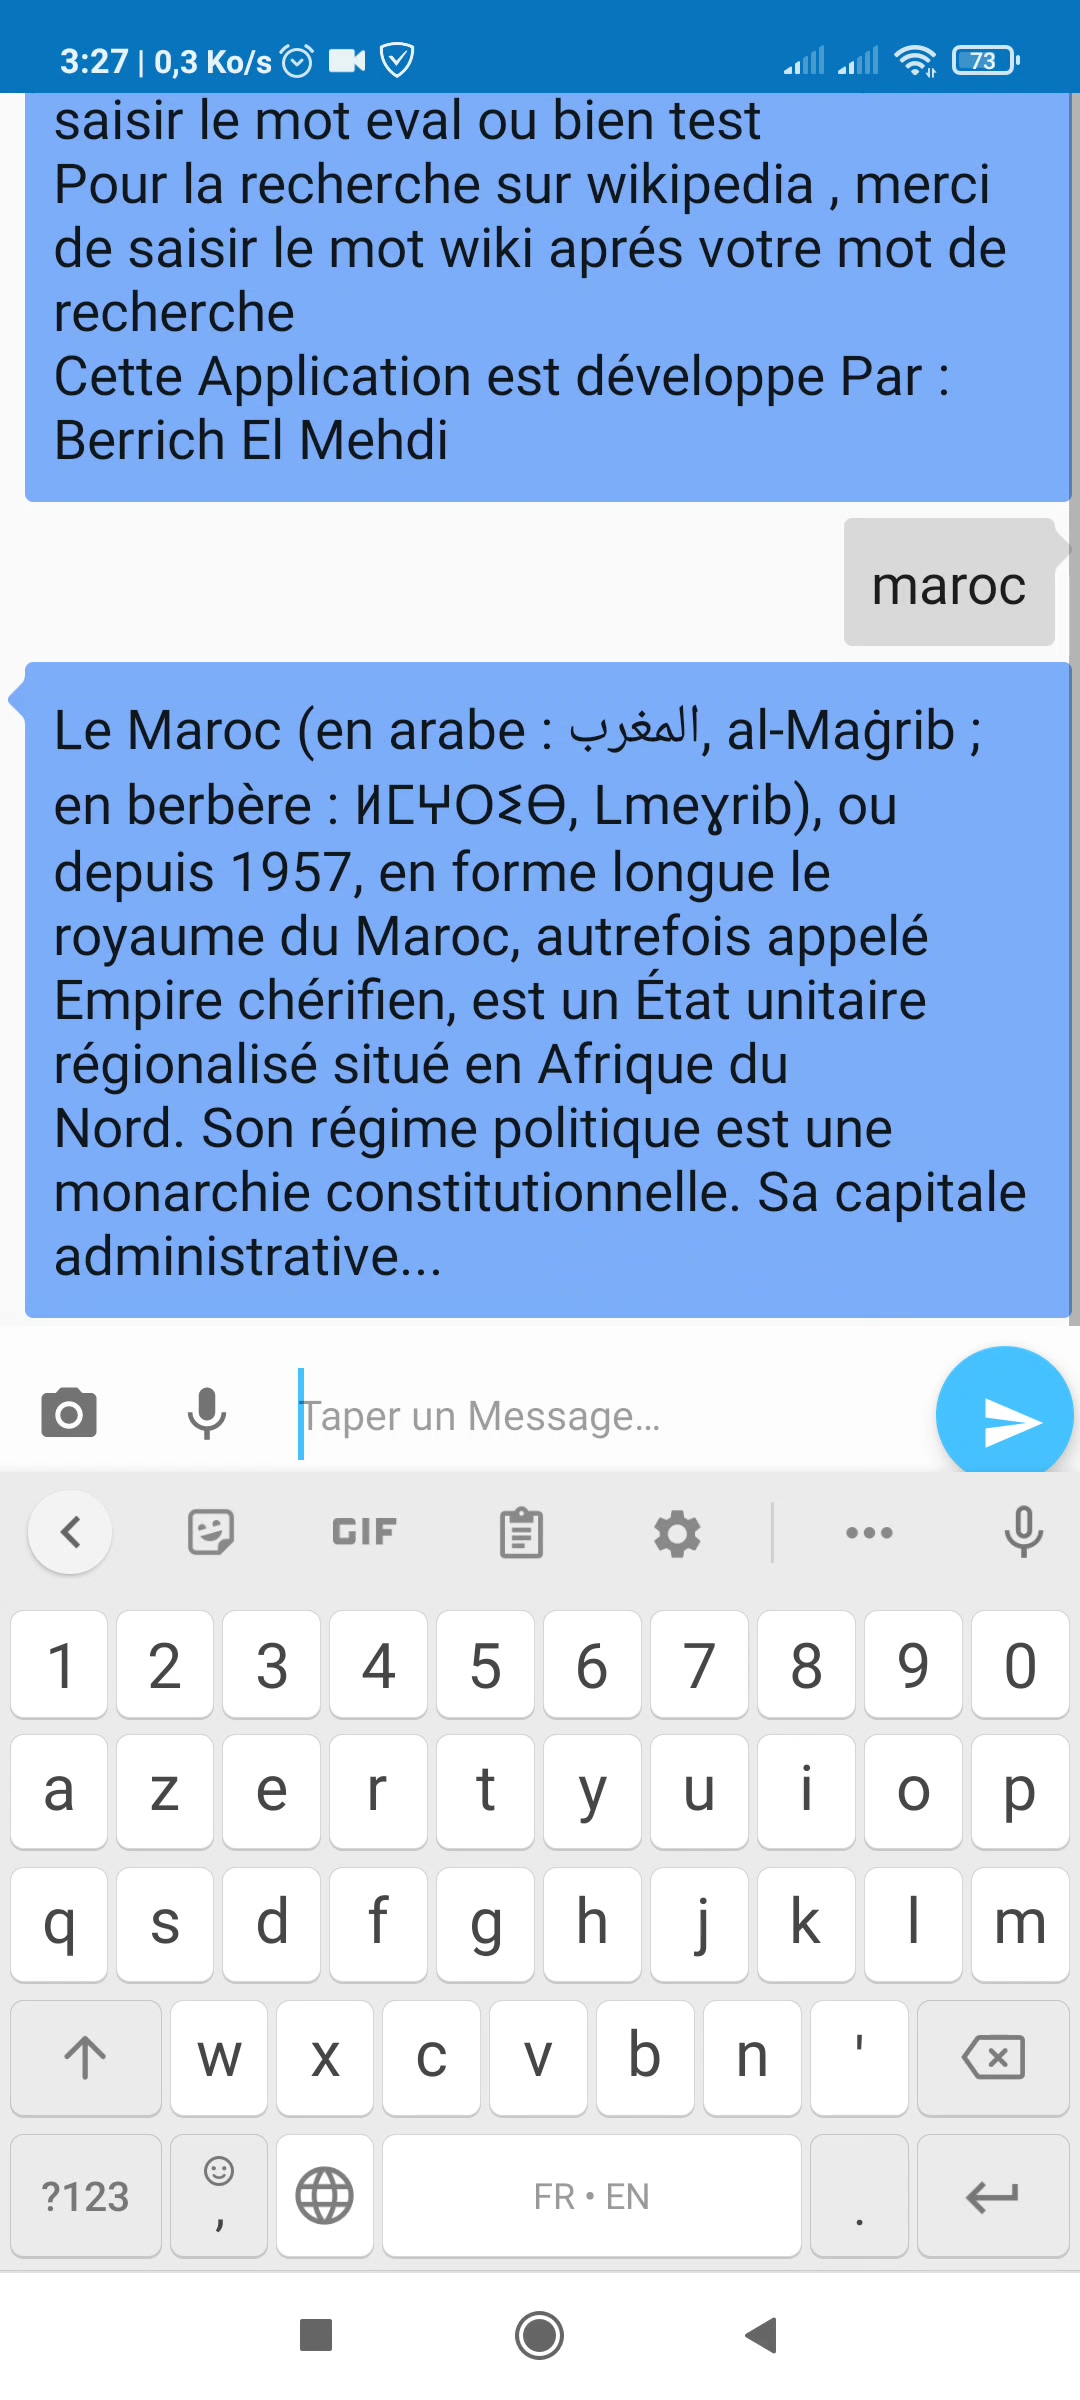 3:27 | 0,3 Ko/s 73
saisir le mot eval ou bien test
Pour la recherche sur wikipedia , merci
de saisir le mot wiki aprés votre mot de
recherche
Cette Application est développe Par :
Berrich El Mehdi
maroc
Le Maroc (en arabe : المغرب, al-Maġrib ;
en berbère : ⵍⵎⵖⵔⵉⴱ, Lmeɣrib), ou
depuis 1957, en forme longue le
royaume du Maroc, autrefois appelé
Empire chérifien, est un État unitaire
régionalisé situé en Afrique du
Nord. Son régime politique est une
monarchie constitutionnelle. Sa capitale
administrative...
Taper un Message...
GIF
1 2 3 4 5 6 7 8 9 0
a z e r t y u i o p
q s d f g h j k l m
w x c v b n '
?123 , FR • EN .